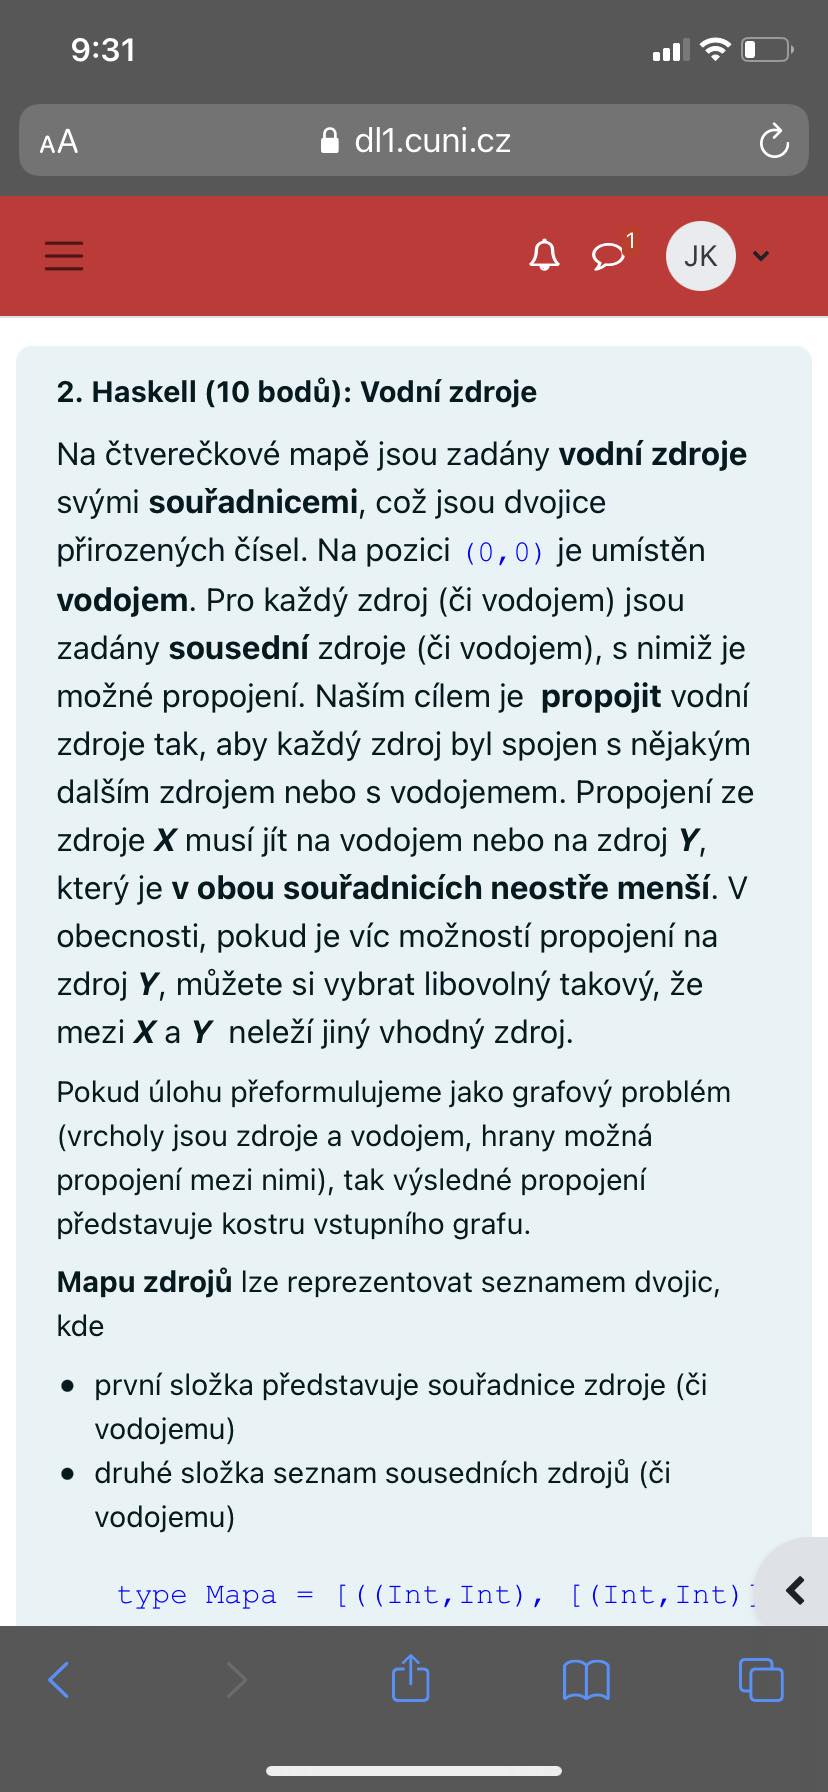 9:31
AA
dl1.cuni.cz
1
JK
2. Haskell (10 bodů): Vodní zdroje
Na čtverečkové mapě jsou zadány vodní zdroje
svými souřadnicemi, což jsou dvojice
přirozených čísel. Na pozici (0,0) je umístěn
vodojem. Pro každý zdroj (či vodojem) jsou
zadány sousední zdroje (či vodojem), s nimiž je
možné propojení. Naším cílem je propojit vodní
zdroje tak, aby každý zdroj byl spojen s nějakým
dalším zdrojem nebo s vodojemem. Propojení ze
zdroje X musí jít na vodojem nebo na zdroj Y,
který je v obou souřadnicích neostře menší. V
obecnosti, pokud je víc možností propojení na
zdroj Y, můžete si vybrat libovolný takový, že
mezi X a Y neleží jiný vhodný zdroj.
Pokud úlohu přeformulujeme jako grafový problém
(vrcholy jsou zdroje a vodojem, hrany možná
propojení mezi nimi), tak výsledné propojení
představuje kostru vstupního grafu.
Mapu zdrojů lze reprezentovat seznamem dvojic,
kde
• první složka představuje souřadnice zdroje (či
vodojemu)
• druhé složka seznam sousedních zdrojů (či
vodojemu)
type Mapa = [((Int,Int), [(Int,Int)]